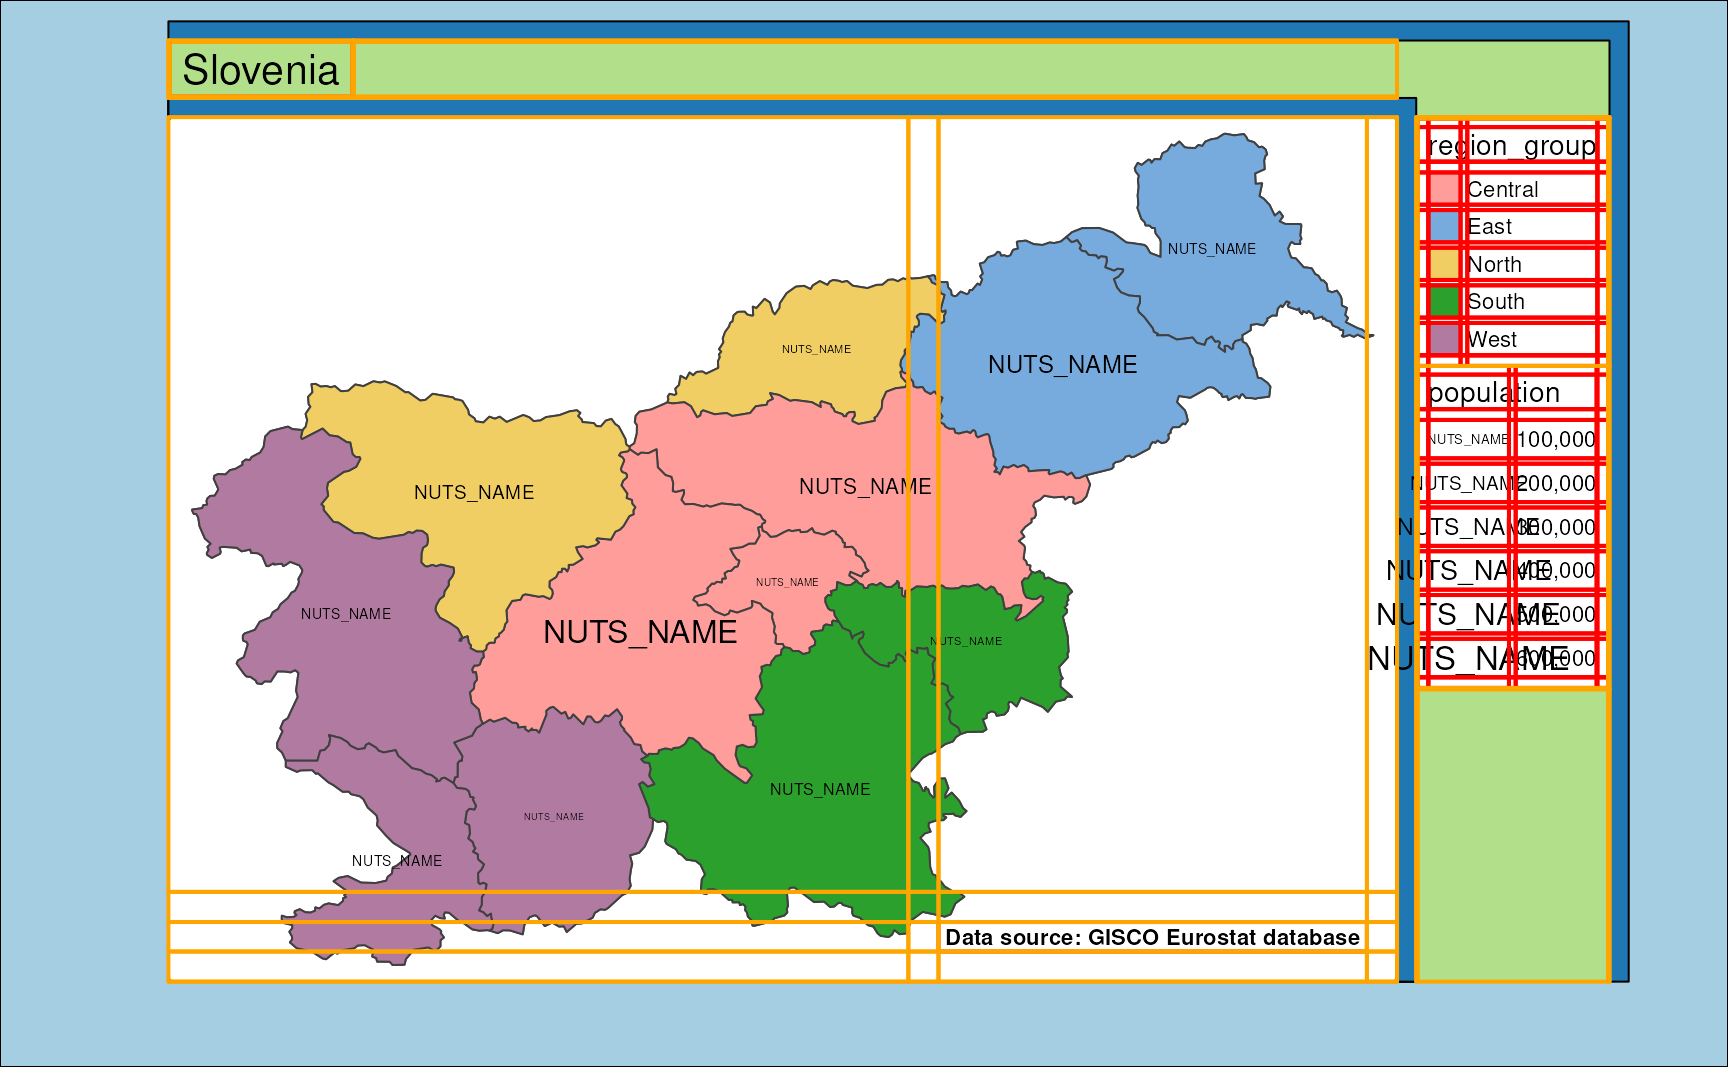 Slovenia
NUTS_NAME
NUTS_NAME
NUTS_NAME
NUTS_NAME
NUTS_NAME
NUTS_NAME
NUTS_NAME
NUTS_NAME
NUTS_NAME
NUTS_NAME
NUTS_NAME
NUTS_NAME
Data source: GISCO Eurostat database
region_group
Central
East
North
South
West
population
NUTS_NAME 100,000
NUTS_NAME 200,000
NUTS_NAME 300,000
NUTS_NAME 400,000
NUTS_NAME 500,000
NUTS_NAME 600,000